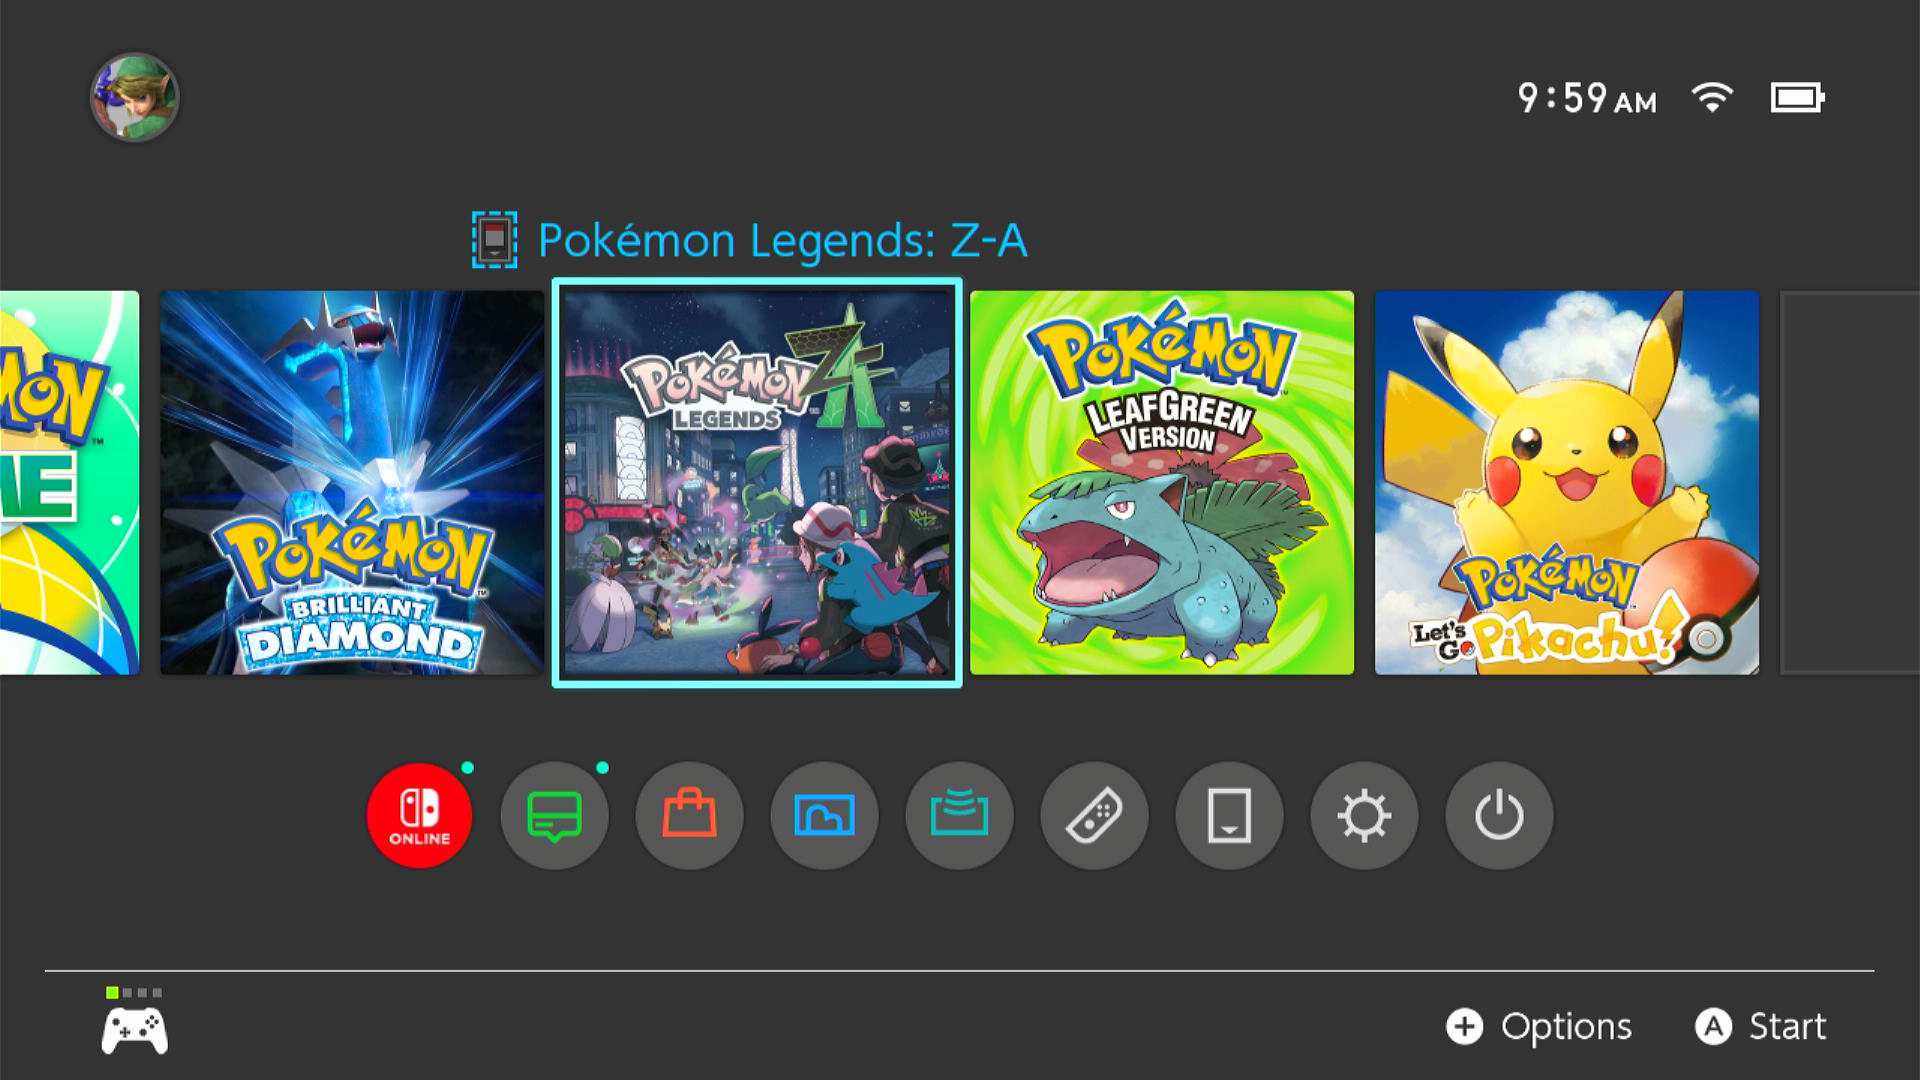 9:59 AM
Pokémon Legends: Z-A
MON
ME
POKÉMON
BRILLIANT
DIAMOND
POKÉMON
LEGENDS
Z-A
POKÉMON
LEAFGREEN
VERSION
POKÉMON
Let's
Go
Pikachu!
ONLINE
+ Options
A Start